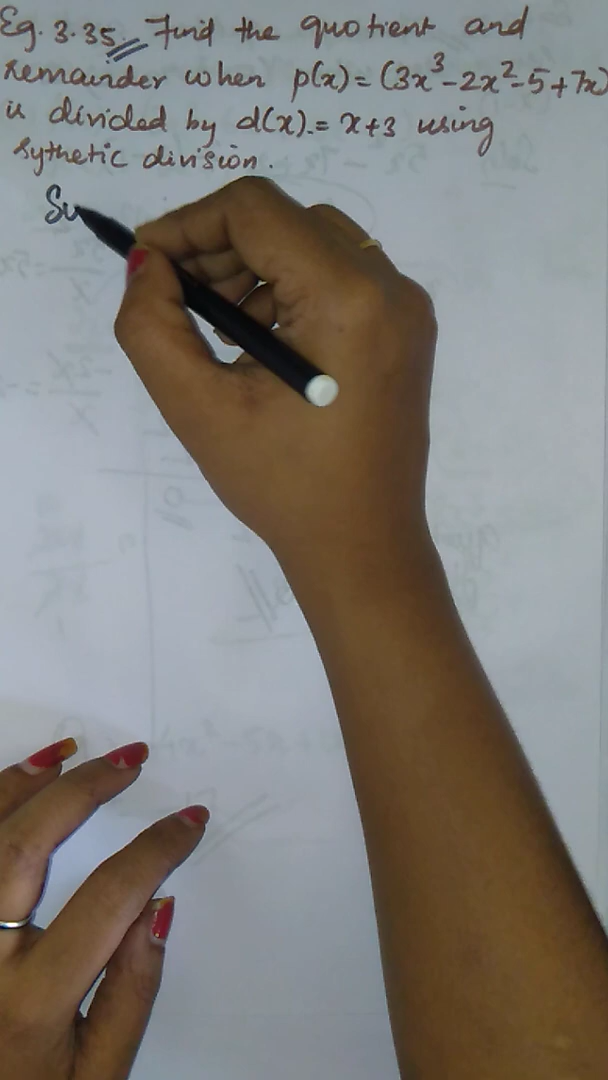 Eg. 3.35. Find the quotient and
Remainder when p(x) = (3x³-2x²-5+7x)
is divided by d(x) = x+3 using
sythetic division.